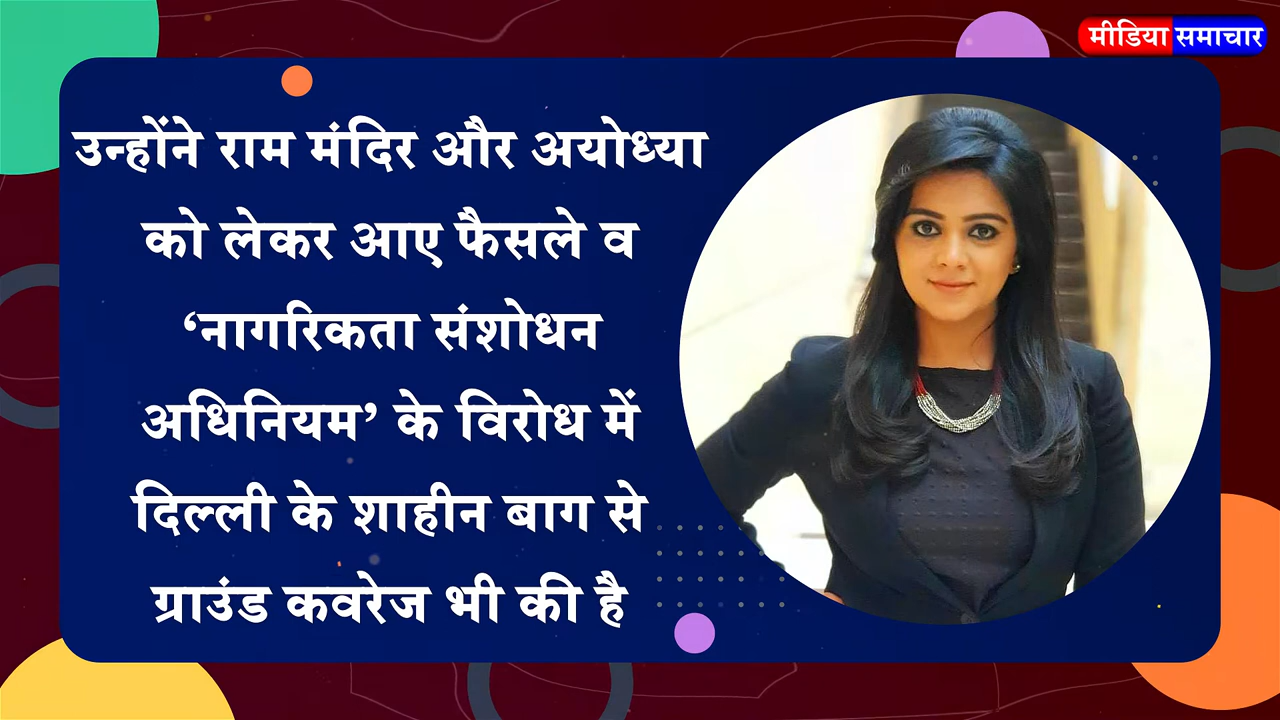 मीडिया समाचार
उन्होंने राम मंदिर और अयोध्या
को लेकर आए फैसले व
‘नागरिकता संशोधन
अधिनियम’ के विरोध में
दिल्ली के शाहीन बाग से
ग्राउंड कवरेज भी की है